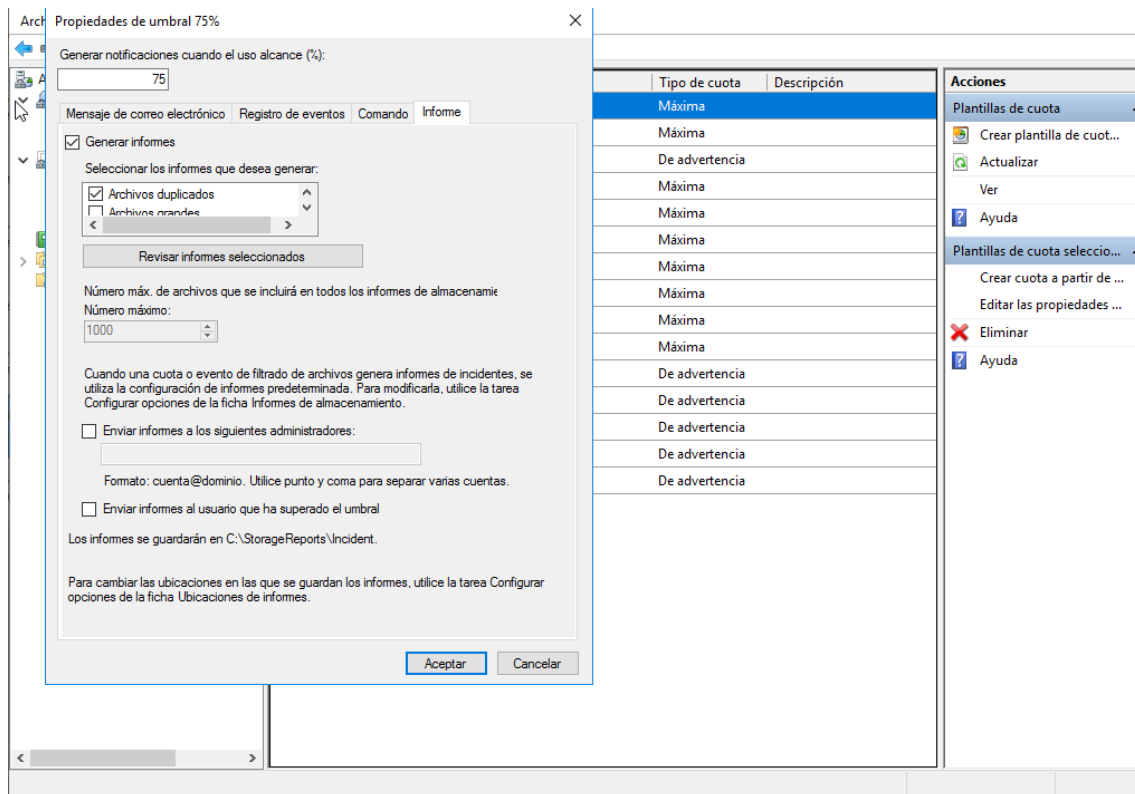 Arch
Propiedades de umbral 75%
Generar notificaciones cuando el uso alcance (%):
75
Mensaje de correo electrónico Registro de eventos Comando Informe
Generar informes
Seleccionar los informes que desea generar:
Archivos duplicados
Archivos grandes
Revisar informes seleccionados
Número máx. de archivos que se incluirá en todos los informes de almacenamie
Número máximo:
1000
Cuando una cuota o evento de filtrado de archivos genera informes de incidentes, se
utiliza la configuración de informes predeterminada. Para modificarla, utilice la tarea
Configurar opciones de la ficha Informes de almacenamiento.
Enviar informes a los siguientes administradores:
Formato: cuenta@dominio. Utilice punto y coma para separar varias cuentas.
Enviar informes al usuario que ha superado el umbral
Los informes se guardarán en C:\StorageReports\Incident.
Para cambiar las ubicaciones en las que se guardan los informes, utilice la tarea Configurar
opciones de la ficha Ubicaciones de informes.
Aceptar Cancelar
A
Tipo de cuota Descripción
Máxima
Máxima
De advertencia
Máxima
Máxima
Máxima
Máxima
Máxima
Máxima
Máxima
De advertencia
De advertencia
De advertencia
De advertencia
De advertencia
Acciones
Plantillas de cuota
Crear plantilla de cuot...
Actualizar
Ver
Ayuda
Plantillas de cuota seleccio...
Crear cuota a partir de ...
Editar las propiedades ...
Eliminar
Ayuda